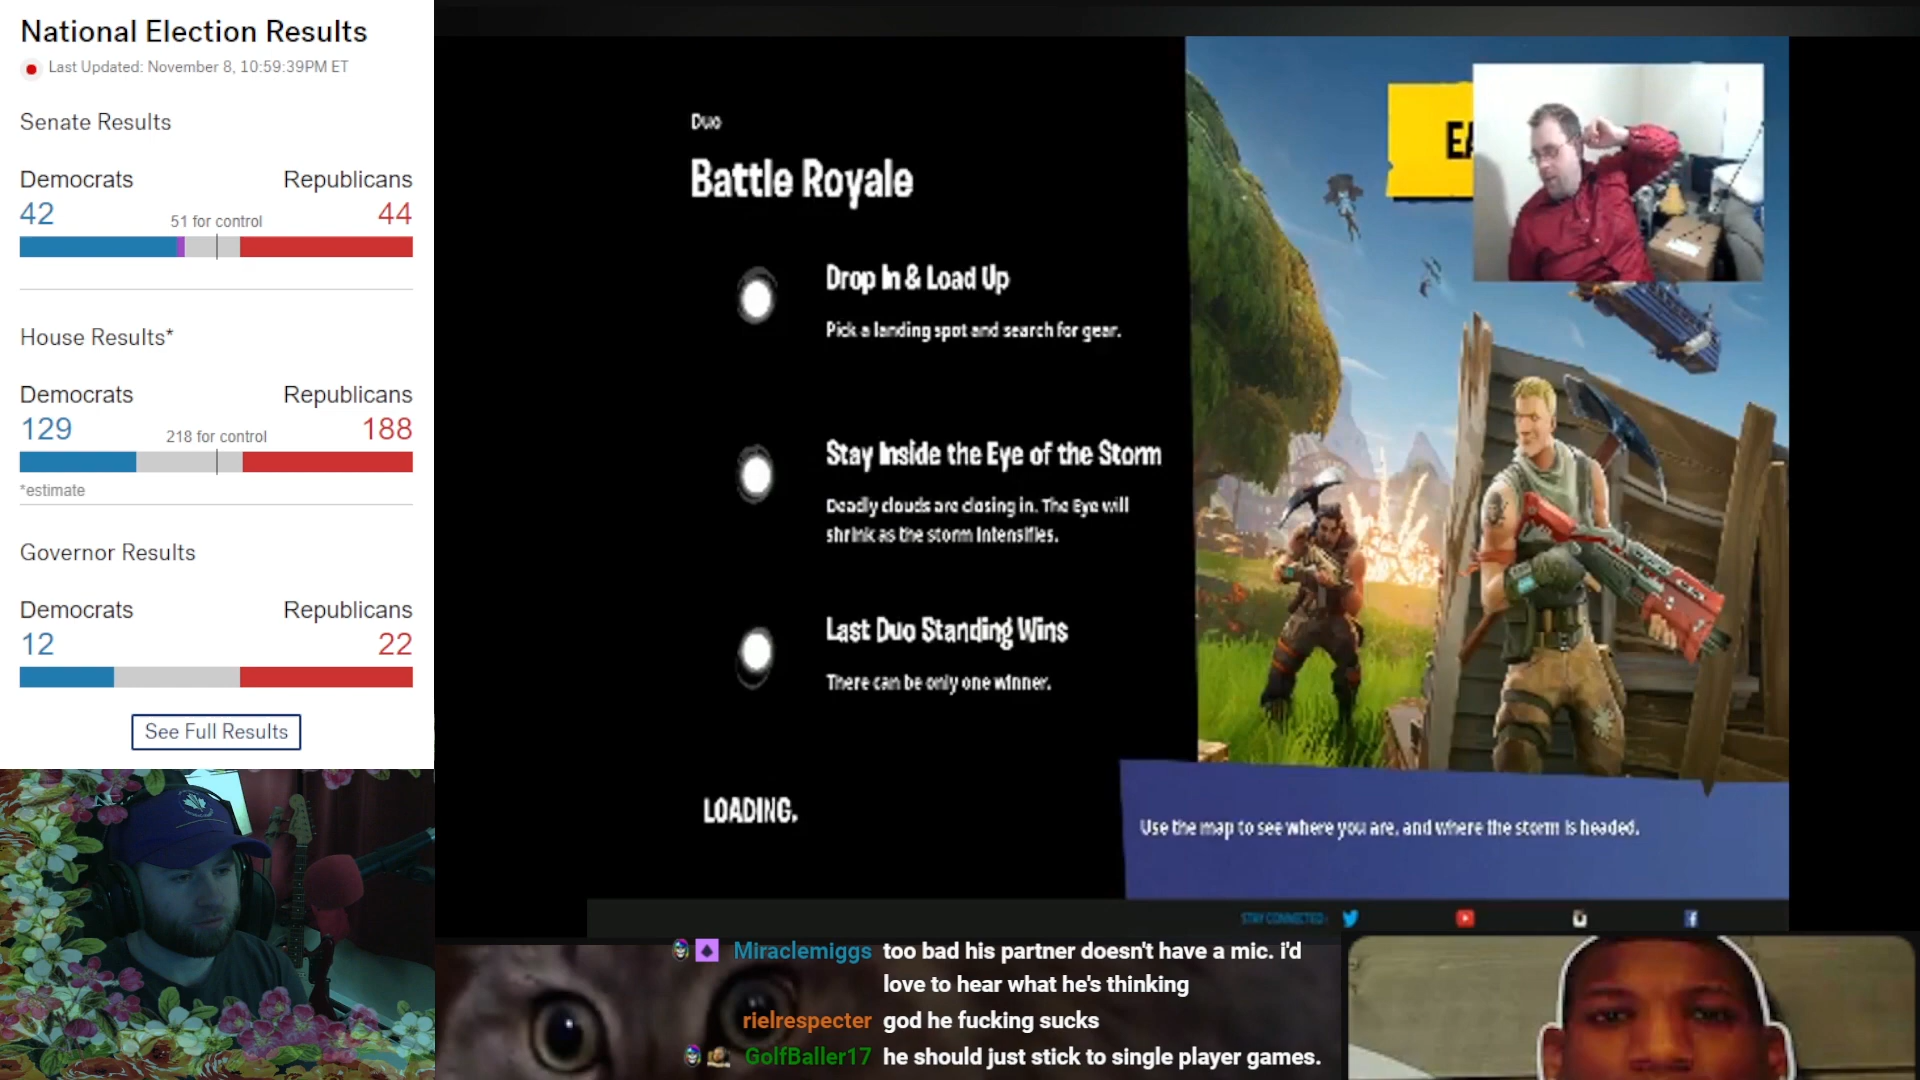 National Election Results
Last Updated: November 8, 10:59:39PM ET
Senate Results
Democrats Republicans
42 51 for control 44
House Results*
Democrats Republicans
129 218 for control 188
*estimate
Governor Results
Democrats Republicans
12 22
See Full Results
Duo
Battle Royale
Drop In & Load Up
Pick a landing spot and search for gear.
Stay Inside the Eye of the Storm
Deadly clouds are closing in. The Eye will
shrink as the storm intensifies.
Last Duo Standing Wins
There can be only one winner.
LOADING.
EA
Use the map to see where you are, and where the storm is headed.
STAY CONNECTED:
Miraclemiggs too bad his partner doesn't have a mic. i'd
love to hear what he's thinking
rielrespecter god he fucking sucks
GolfBaller17 he should just stick to single player games.